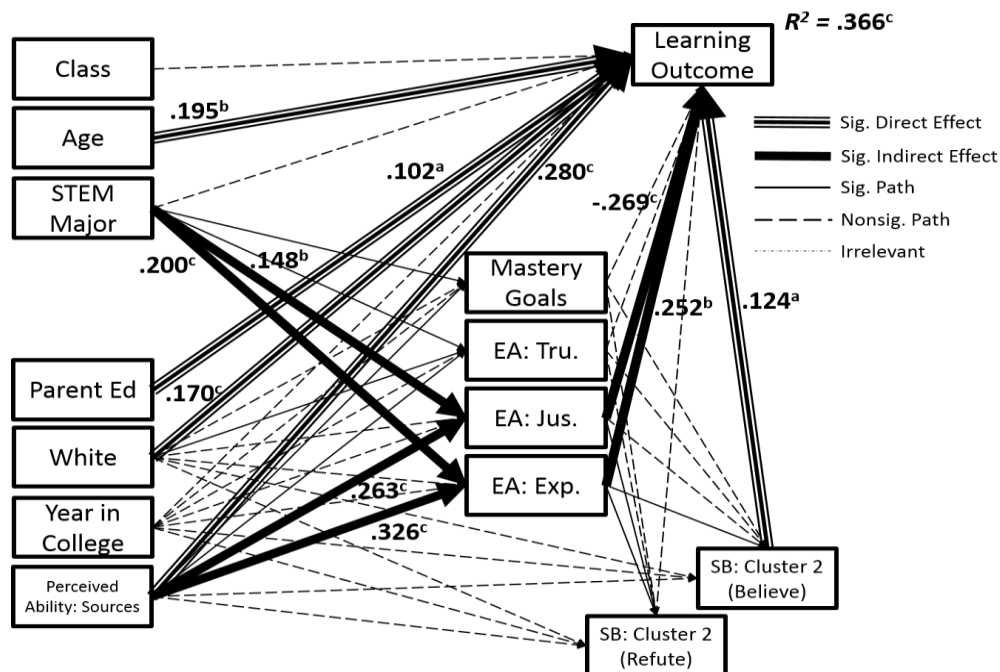 Learning
Outcome
R² = .366ᶜ
Class
Age
.195ᵇ
STEM
Major
.102ᵃ
.280ᶜ
-.269ᶜ
Sig. Direct Effect
Sig. Indirect Effect
Sig. Path
Nonsig. Path
Irrelevant
.200ᶜ
.148ᵇ
Mastery
Goals
.252ᵇ
.124ᵃ
EA: Tru.
Parent Ed
.170ᶜ
EA: Jus.
White
EA: Exp.
.263ᶜ
.326ᶜ
Year in
College
Perceived
Ability: Sources
SB: Cluster 2
(Believe)
SB: Cluster 2
(Refute)